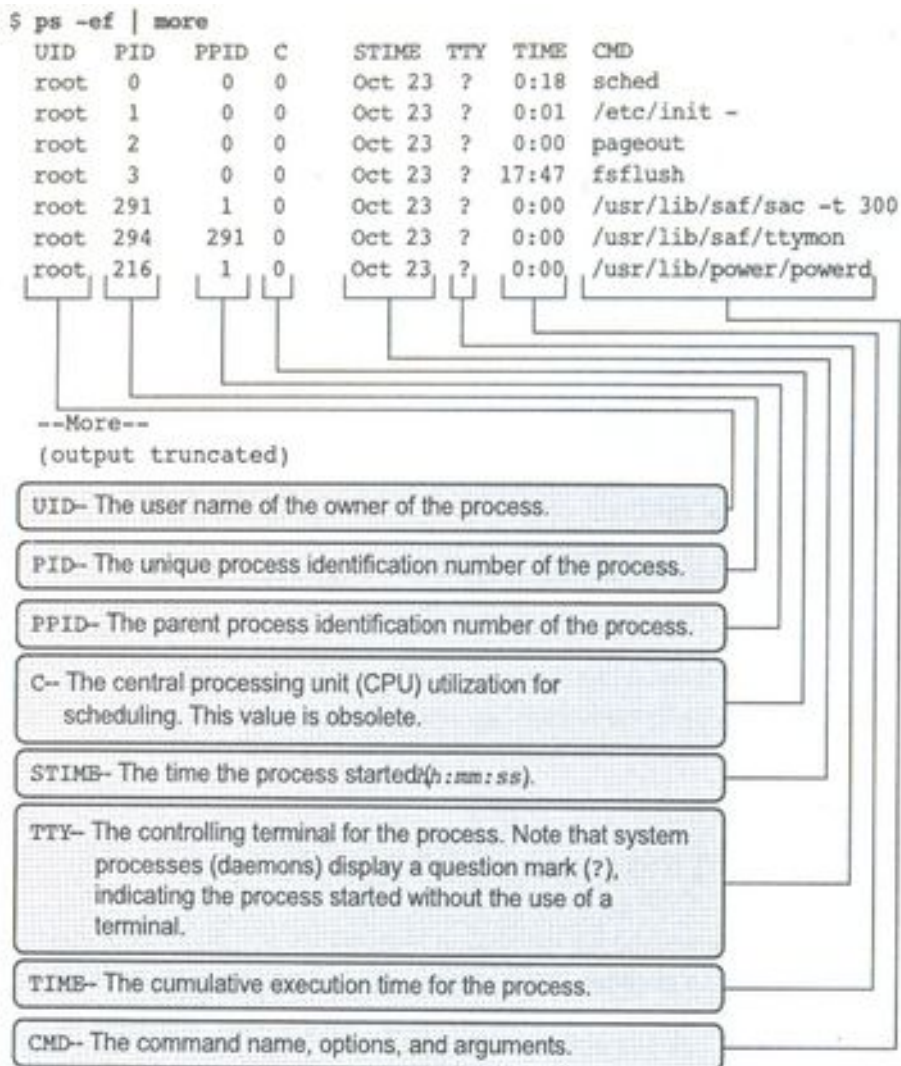 $ ps -ef | more
UID PID PPID C STIME TTY TIME CMD
root 0 0 0 Oct 23 ? 0:18 sched
root 1 0 0 Oct 23 ? 0:01 /etc/init -
root 2 0 0 Oct 23 ? 0:00 pageout
root 3 0 0 Oct 23 ? 17:47 fsflush
root 291 1 0 Oct 23 ? 0:00 /usr/lib/saf/sac -t 300
root 294 291 0 Oct 23 ? 0:00 /usr/lib/saf/ttymon
root 216 1 0 Oct 23 ? 0:00 /usr/lib/power/powerd
--More--
(output truncated)
UID– The user name of the owner of the process.
PID– The unique process identification number of the process.
PPID– The parent process identification number of the process.
C– The central processing unit (CPU) utilization for
scheduling. This value is obsolete.
STIME– The time the process started(h:mm:ss).
TTY– The controlling terminal for the process. Note that system
processes (daemons) display a question mark (?),
indicating the process started without the use of a
terminal.
TIME– The cumulative execution time for the process.
CMD– The command name, options, and arguments.